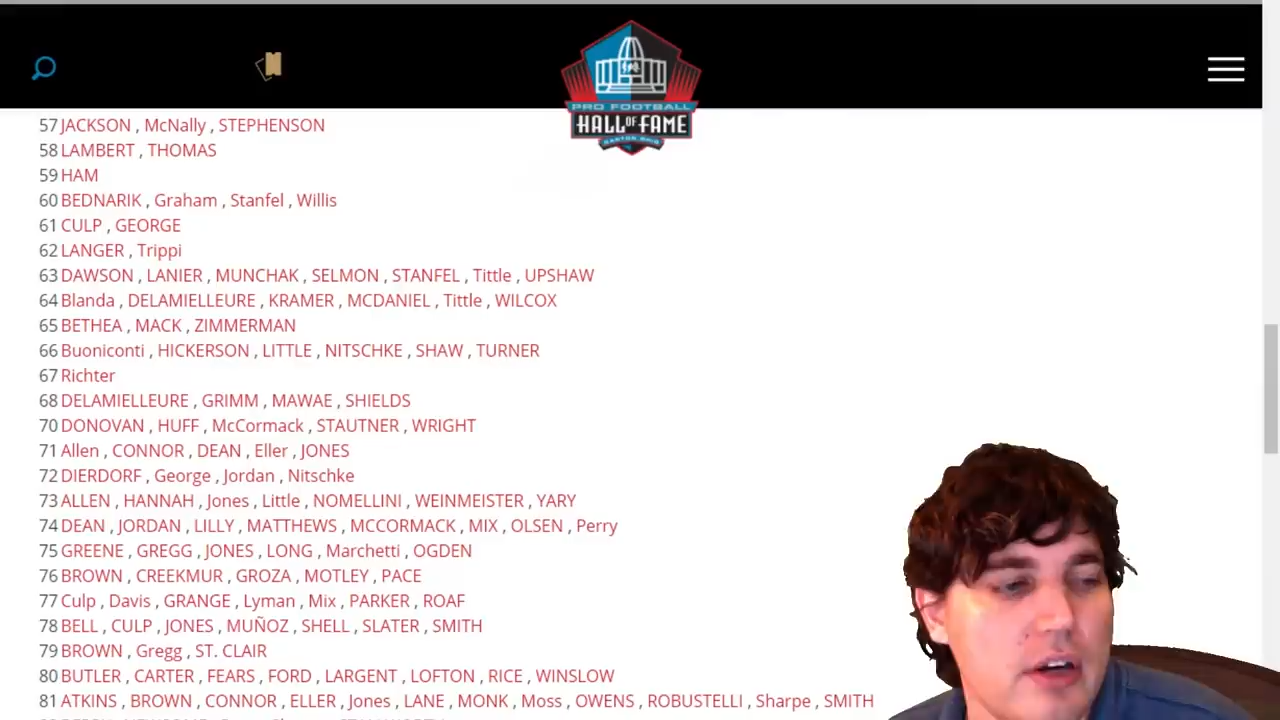 PRO FOOTBALL
HALL OF FAME
CANTON OHIO
57 JACKSON , McNally , STEPHENSON
58 LAMBERT , THOMAS
59 HAM
60 BEDNARIK , Graham , Stanfel , Willis
61 CULP , GEORGE
62 LANGER , Trippi
63 DAWSON , LANIER , MUNCHAK , SELMON , STANFEL , Tittle , UPSHAW
64 Blanda , DELAMIELLEURE , KRAMER , MCDANIEL , Tittle , WILCOX
65 BETHEA , MACK , ZIMMERMAN
66 Buoniconti , HICKERSON , LITTLE , NITSCHKE , SHAW , TURNER
67 Richter
68 DELAMIELLEURE , GRIMM , MAWAE , SHIELDS
70 DONOVAN , HUFF , McCormack , STAUTNER , WRIGHT
71 Allen , CONNOR , DEAN , Eller , JONES
72 DIERDORF , George , Jordan , Nitschke
73 ALLEN , HANNAH , Jones , Little , NOMELLINI , WEINMEISTER , YARY
74 DEAN , JORDAN , LILLY , MATTHEWS , MCCORMACK , MIX , OLSEN , Perry
75 GREENE , GREGG , JONES , LONG , Marchetti , OGDEN
76 BROWN , CREEKMUR , GROZA , MOTLEY , PACE
77 Culp , Davis , GRANGE , Lyman , Mix , PARKER , ROAF
78 BELL , CULP , JONES , MUÑOZ , SHELL , SLATER , SMITH
79 BROWN , Gregg , ST. CLAIR
80 BUTLER , CARTER , FEARS , FORD , LARGENT , LOFTON , RICE , WINSLOW
81 ATKINS , BROWN , CONNOR , ELLER , Jones , LANE , MONK , Moss , OWENS , ROBUSTELLI , Sharpe , SMITH